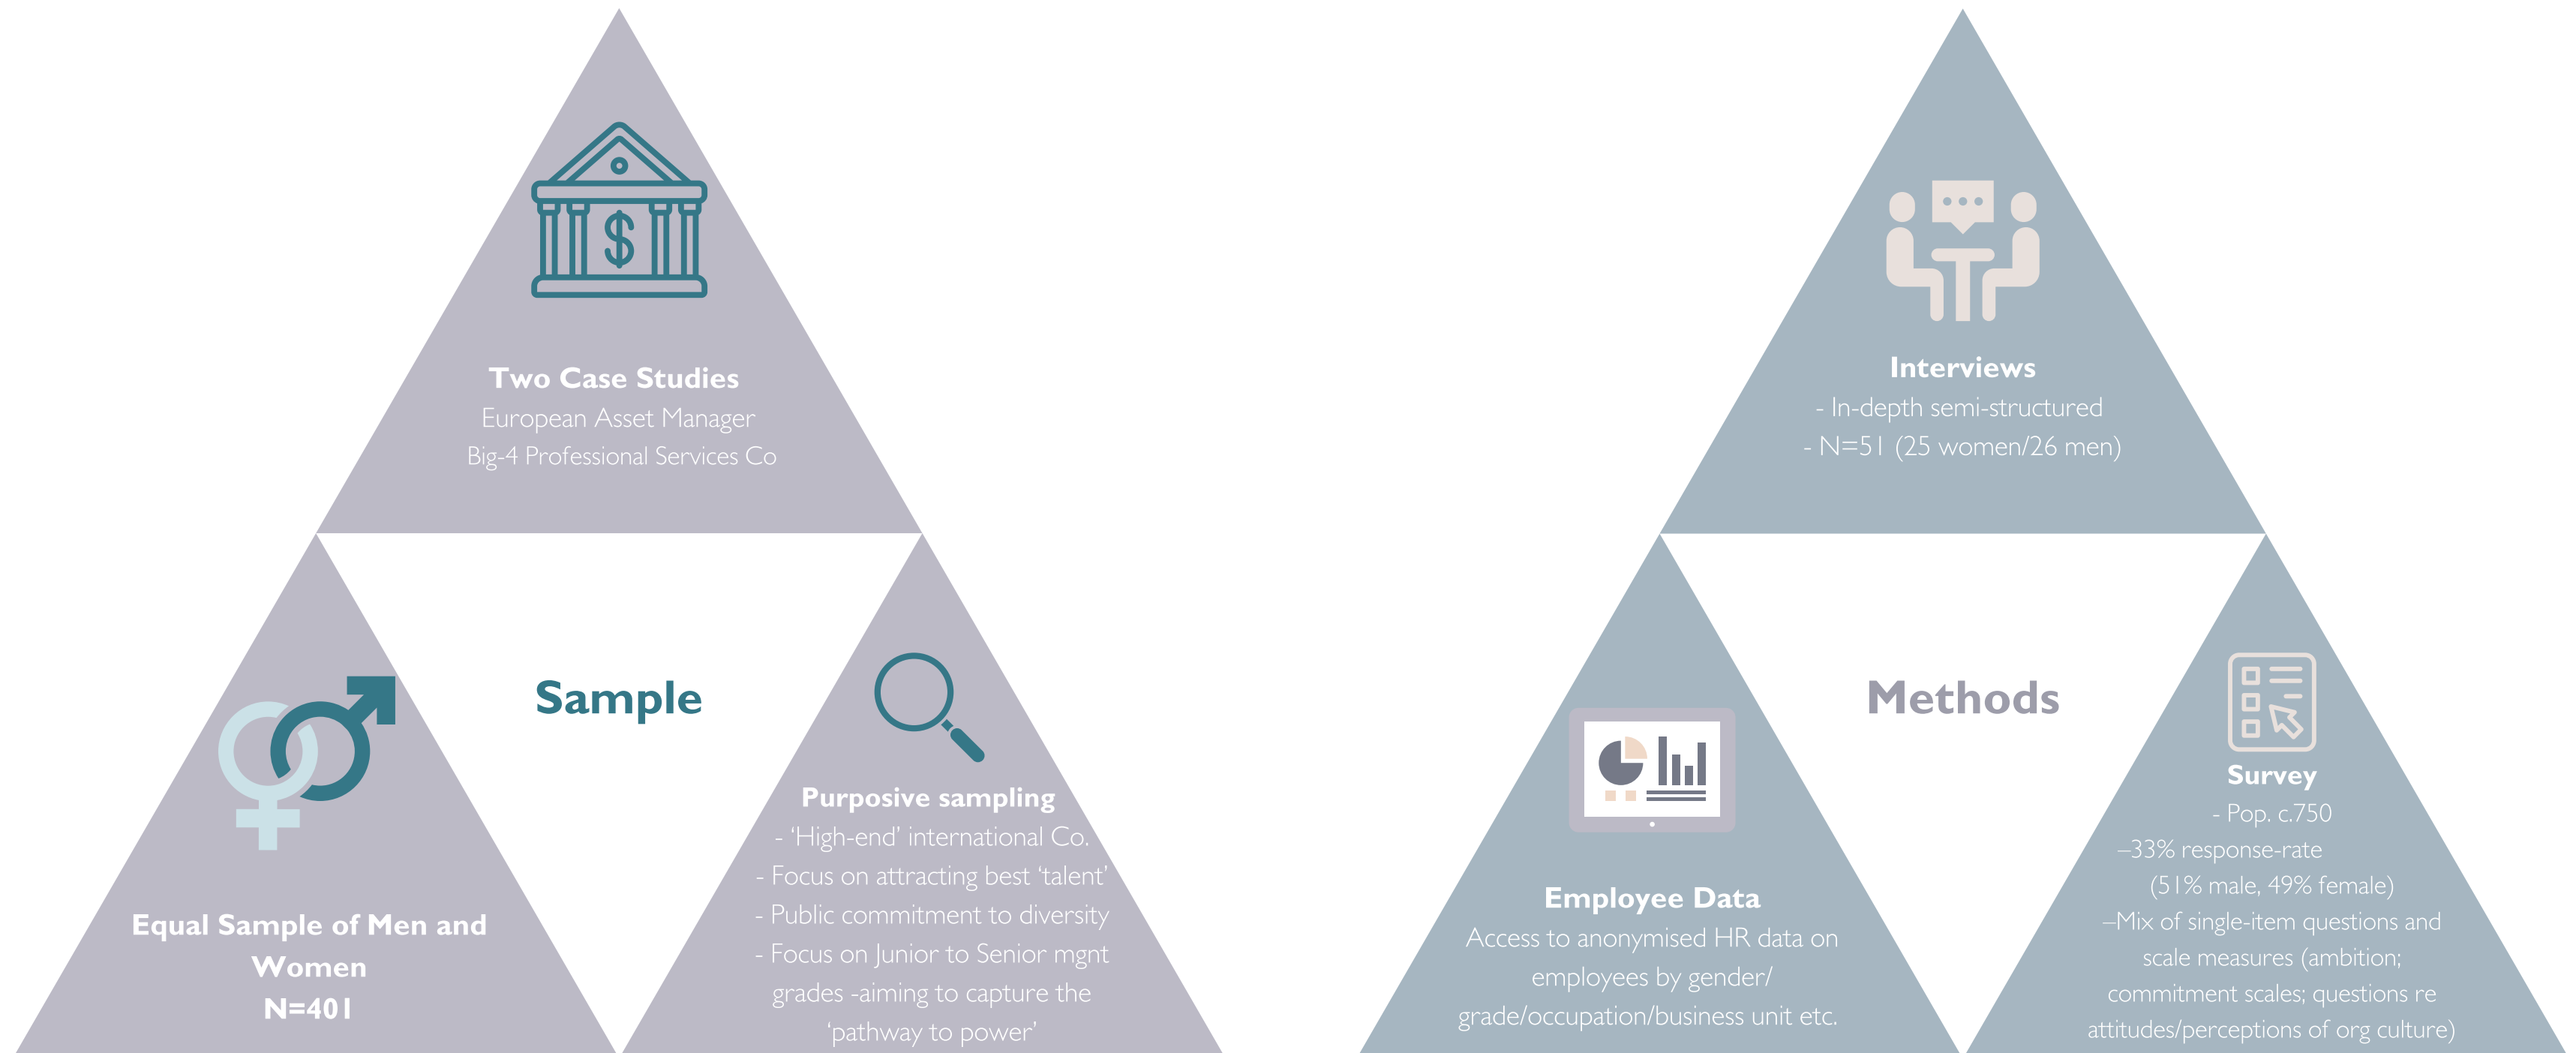 Two Case Studies
European Asset Manager
Big-4 Professional Services Co
Sample
Equal Sample of Men and
Women
N=401
Purposive sampling
- ‘High-end’ international Co.
- Focus on attracting best ‘talent’
- Public commitment to diversity
- Focus on Junior to Senior mgnt
grades -aiming to capture the
‘pathway to power’
Interviews
- In-depth semi-structured
- N=51 (25 women/26 men)
Methods
Employee Data
Access to anonymised HR data on
employees by gender/
grade/occupation/business unit etc.
Survey
- Pop. c.750
–33% response-rate
(51% male, 49% female)
–Mix of single-item questions and
scale measures (ambition;
commitment scales; questions re
attitudes/perceptions of org culture)